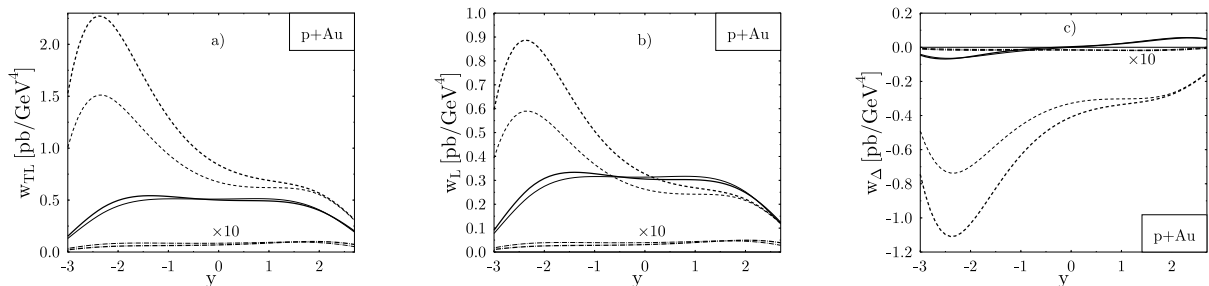 a)
p+Au
w_TL [pb/GeV^4]
2.0
1.5
1.0
0.5
0.0
×10
-3 -2 -1 0 1 2
y
b)
p+Au
w_L [pb/GeV^4]
1.0
0.9
0.8
0.7
0.6
0.5
0.4
0.3
0.2
0.1
0.0
×10
-3 -2 -1 0 1 2
y
c)
w_Δ [pb/GeV^4]
0.2
0.0
-0.2
-0.4
-0.6
-0.8
-1.0
-1.2
×10
p+Au
-3 -2 -1 0 1 2
y